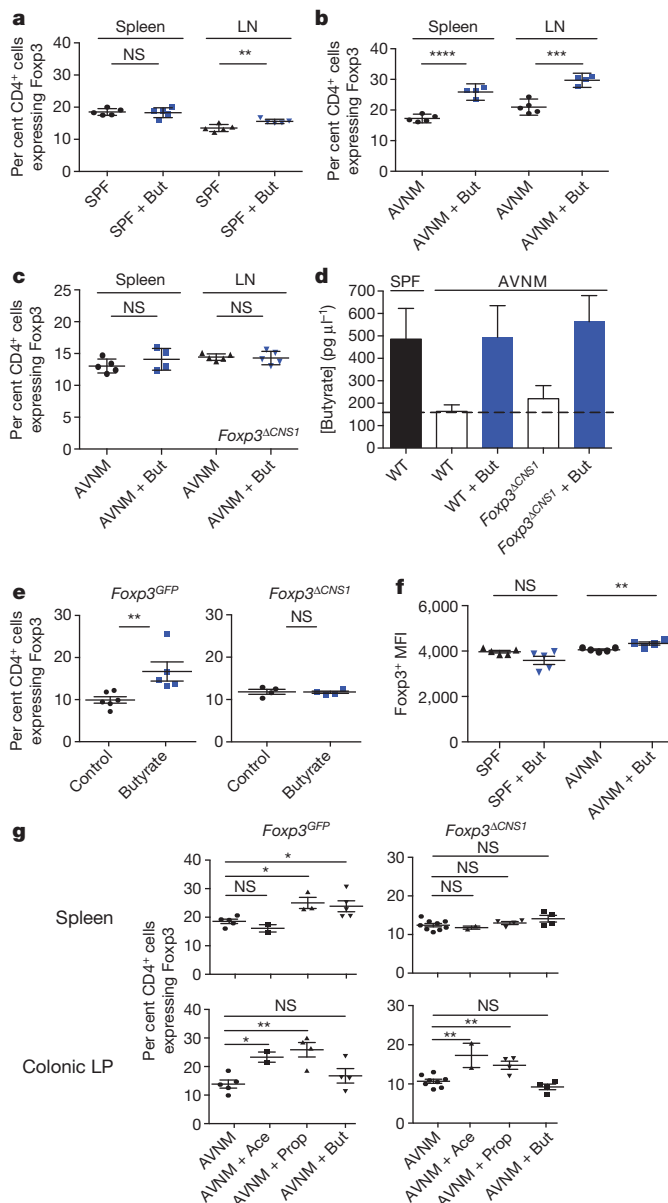 a
Spleen LN
NS **
Per cent CD4+ cells
expressing Foxp3
40
30
20
10
0
SPF
SPF + But
SPF
SPF + But
b
Spleen LN
**** ***
Per cent CD4+ cells
expressing Foxp3
40
30
20
10
0
AVNM
AVNM + But
AVNM
AVNM + But
c
Spleen LN
NS NS
Per cent CD4+ cells
expressing Foxp3
25
20
15
10
5
0
Foxp3ΔCNS1
AVNM
AVNM + But
AVNM
AVNM + But
d
SPF AVNM
[Butyrate] (pg μl−1)
700
600
500
400
300
200
100
0
WT
WT
WT + But
Foxp3ΔCNS1
Foxp3ΔCNS1 + But
e
Foxp3GFP Foxp3ΔCNS1
** NS
Per cent CD4+ cells
expressing Foxp3
30
20
10
0
30
20
10
0
Control
Butyrate
Control
Butyrate
f
NS **
Foxp3+ MFI
6,000
4,000
2,000
0
SPF
SPF + But
AVNM
AVNM + But
g
Foxp3GFP Foxp3ΔCNS1
Spleen
Colonic LP
Per cent CD4+ cells
expressing Foxp3
*
*
NS
40
30
20
10
0
NS
NS
NS
30
20
10
0
NS
**
*
40
30
20
10
0
NS
**
**
30
20
10
0
AVNM
AVNM + Ace
AVNM + Prop
AVNM + But
AVNM
AVNM + Ace
AVNM + Prop
AVNM + But